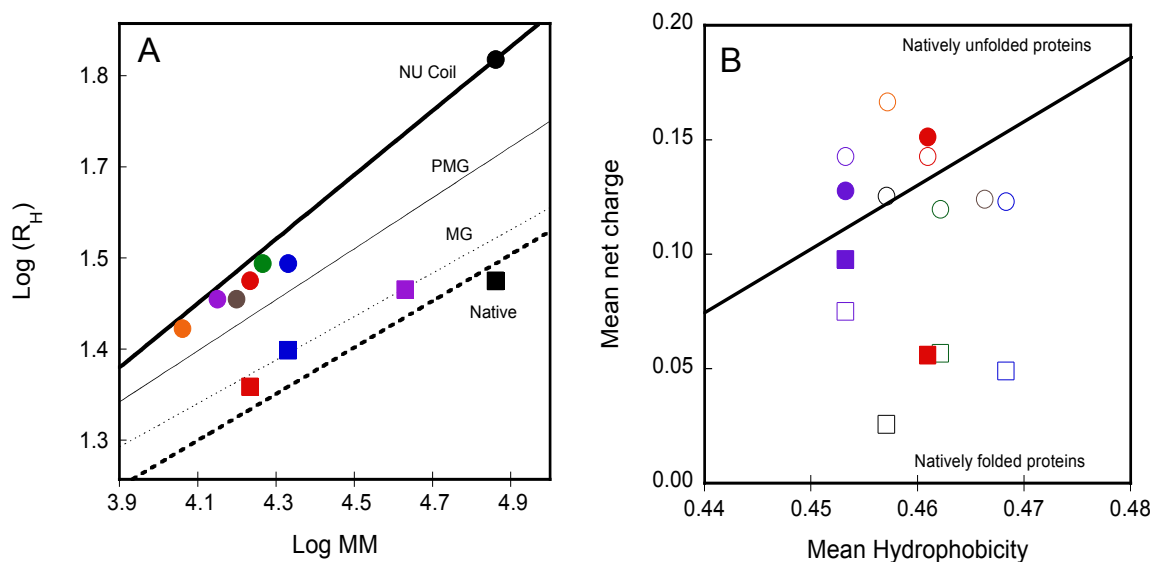 A
NU Coil
PMG
MG
Native
1.8
1.7
1.5
1.4
1.3
3.9 4.1 4.3 4.5 4.7 4.9
Log (R_H)
Log MM
B
Natively unfolded proteins
Natively folded proteins
0.20
0.15
0.10
0.05
0.00
0.44 0.45 0.46 0.47 0.48
Mean net charge
Mean Hydrophobicity